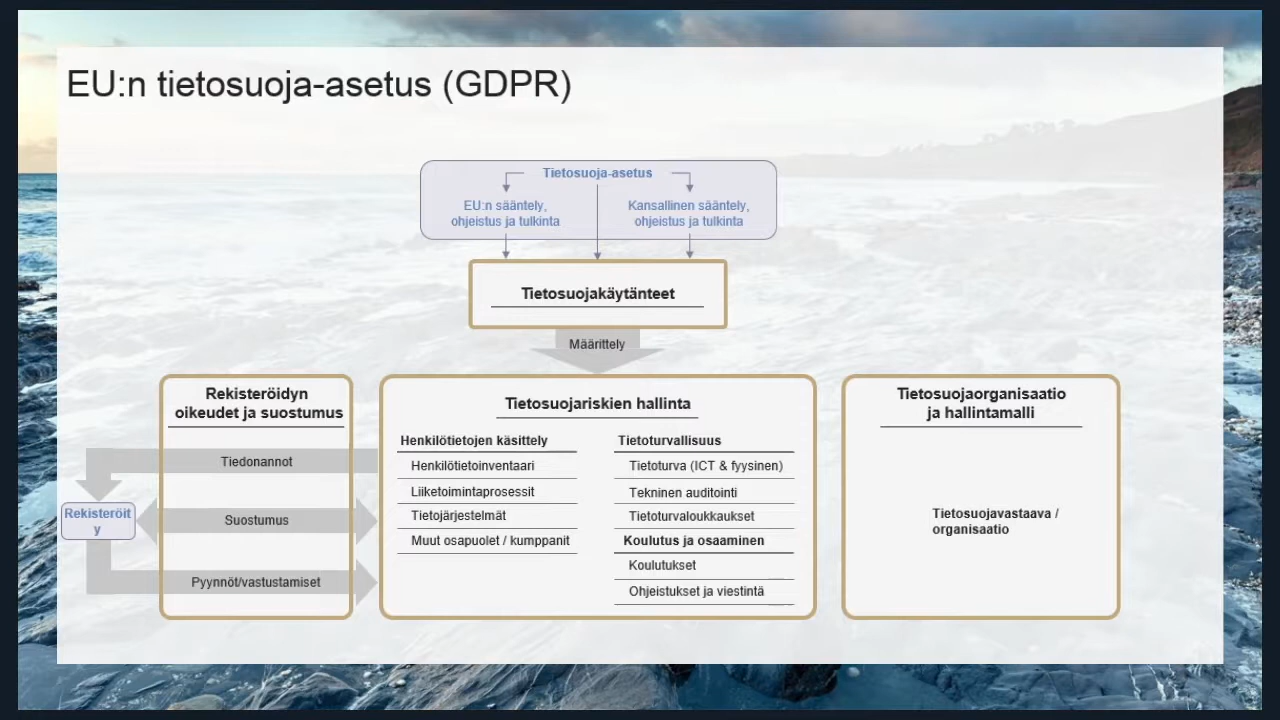 EU:n tietosuoja-asetus (GDPR)
Tietosuoja-asetus
EU:n sääntely,
ohjeistus ja tulkinta
Kansallinen sääntely,
ohjeistus ja tulkinta
Tietosuojakäytänteet
Määrittely
Rekisteröidyn
oikeudet ja suostumus
Tiedonannot
Rekisteröit
y
Suostumus
Pyynnöt/vastustamiset
Tietosuojariskien hallinta
Henkilötietojen käsittely
Henkilötietoinventaari
Liiketoimintaprosessit
Tietojärjestelmät
Muut osapuolet / kumppanit
Tietoturvallisuus
Tietoturva (ICT & fyysinen)
Tekninen auditointi
Tietoturvaloukkaukset
Koulutus ja osaaminen
Koulutukset
Ohjeistukset ja viestintä
Tietosuojaorganisaatio
ja hallintamalli
Tietosuojavastaava /
organisaatio